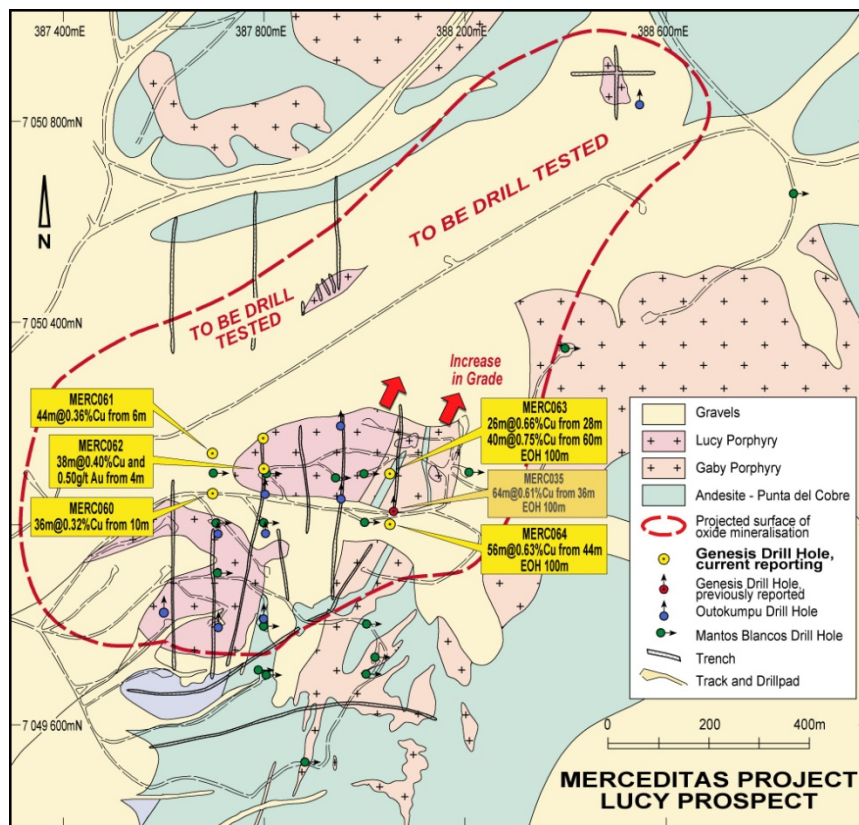 387 400mE
387 800mE
388 200mE
388 600mE
7 050 800mN
N
TO BE DRILL TESTED
7 050 400mN
TO BE DRILL
TESTED
Increase
in Grade
MERC061
44m@0.36%Cu from 6m
MERC062
38m@0.40%Cu and
0.50g/t Au from 4m
MERC060
36m@0.32%Cu from 10m
MERC063
26m@0.66%Cu from 28m
40m@0.75%Cu from 60m
EOH 100m
MERC035
64m@0.61%Cu from 36m
EOH 100m
MERC064
56m@0.63%Cu from 44m
EOH 100m
Gravels
Lucy Porphyry
Gaby Porphyry
Andesite - Punta del Cobre
Projected surface of
oxide mineralisation
Genesis Drill Hole,
current reporting
Genesis Drill Hole,
previously reported
Outokumpu Drill Hole
Mantos Blancos Drill Hole
Trench
Track and Drillpad
7 049 600mN
0
200
400m
MERCEDITAS PROJECT
LUCY PROSPECT